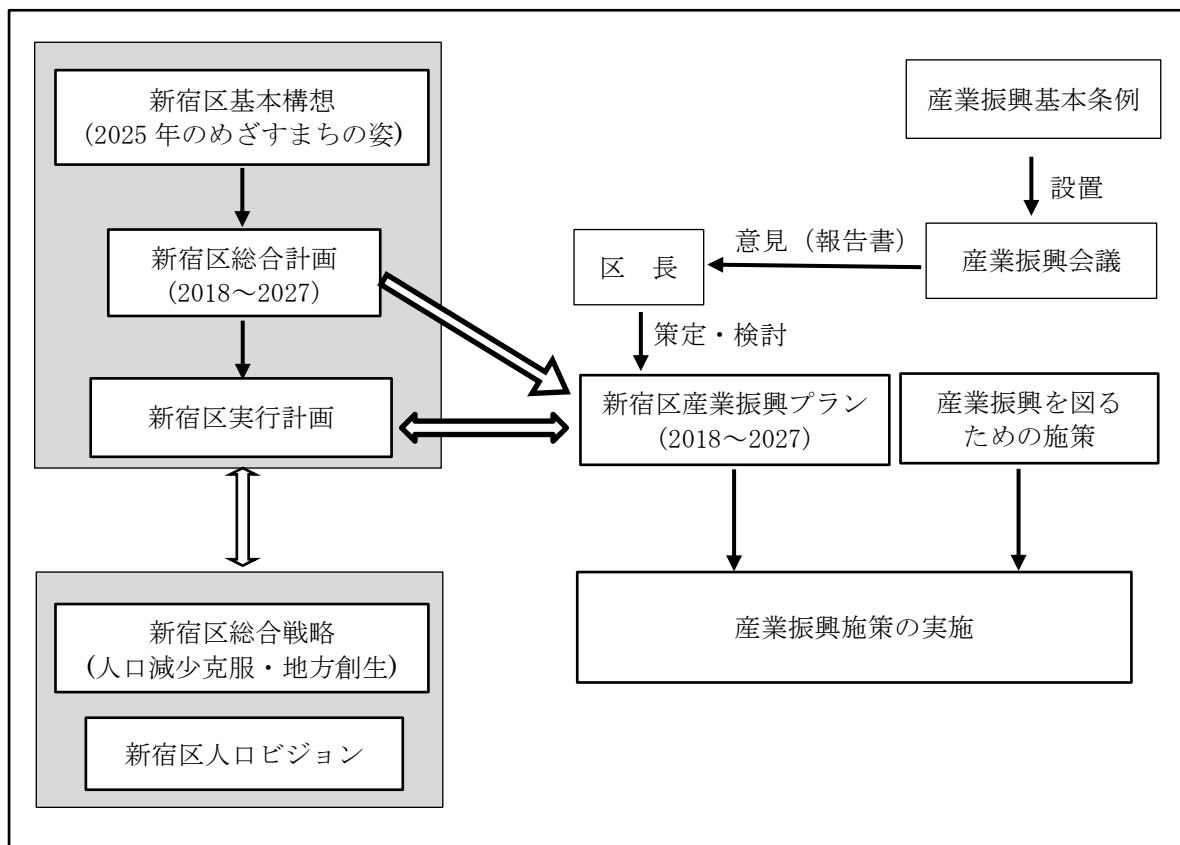 新宿区基本構想
(2025 年のめざすまちの姿)
新宿区総合計画
(2018～2027)
新宿区実行計画
新宿区総合戦略
(人口減少克服・地方創生)
新宿区人口ビジョン
産業振興基本条例
設置
産業振興会議
意見（報告書）
区　長
策定・検討
新宿区産業振興プラン
(2018～2027)
産業振興を図る
ための施策
産業振興施策の実施